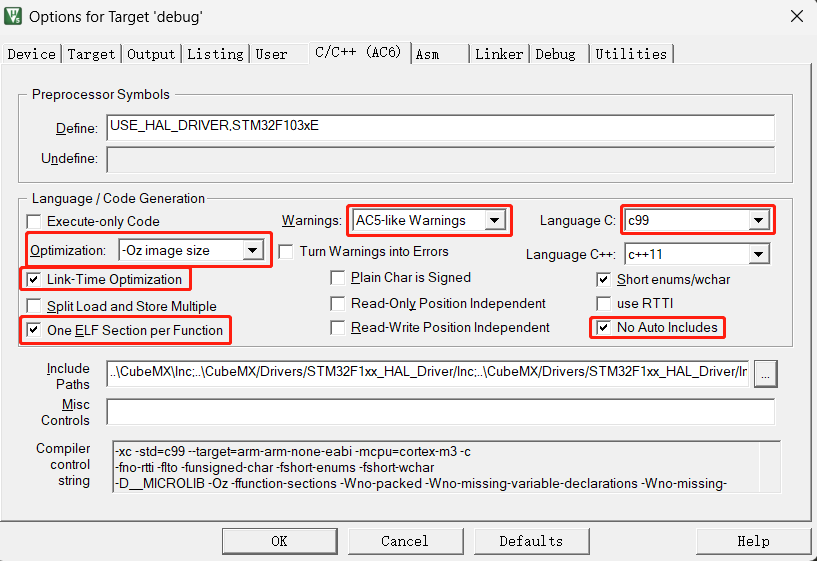 Options for Target 'debug'
Device Target Output Listing User C/C++ (AC6) Asm Linker Debug Utilities
Preprocessor Symbols
Define: USE_HAL_DRIVER,STM32F103xE
Undefine:
Language / Code Generation
Execute-only Code Warnings: AC5-like Warnings Language C: c99
Optimization: -Oz image size Turn Warnings into Errors Language C++: c++11
Link-Time Optimization Plain Char is Signed Short enums/wchar
Split Load and Store Multiple Read-Only Position Independent use RTTI
One ELF Section per Function Read-Write Position Independent No Auto Includes
Include
Paths
..\CubeMX\Inc;..\CubeMX/Drivers/STM32F1xx_HAL_Driver/Inc;..\CubeMX/Drivers/STM32F1xx_HAL_Driver/In
...
Misc
Controls
Compiler
control
string
-xc -std=c99 --target=arm-arm-none-eabi -mcpu=cortex-m3 -c
-fno-rtti -flto -funsigned-char -fshort-enums -fshort-wchar
-D__MICROLIB -Oz -ffunction-sections -Wno-packed -Wno-missing-variable-declarations -Wno-missing-
OK Cancel Defaults Help